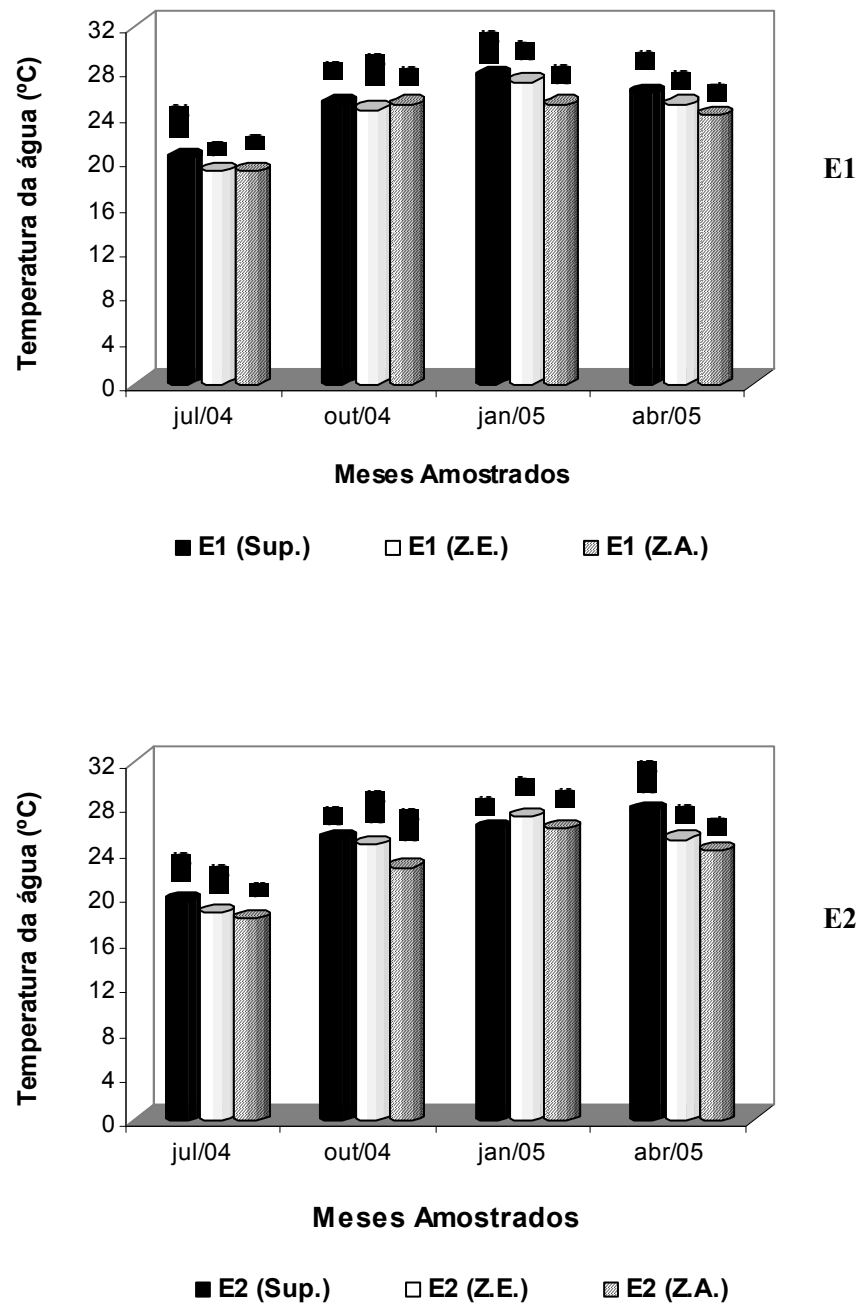 Temperatura da água (ºC)
32
28
24
20
16
12
8
4
0
jul/04 out/04 jan/05 abr/05
Meses Amostrados
E1 (Sup.) E1 (Z.E.) E1 (Z.A.)
E1
Temperatura da água (ºC)
32
28
24
20
16
12
8
4
0
jul/04 out/04 jan/05 abr/05
Meses Amostrados
E2 (Sup.) E2 (Z.E.) E2 (Z.A.)
E2